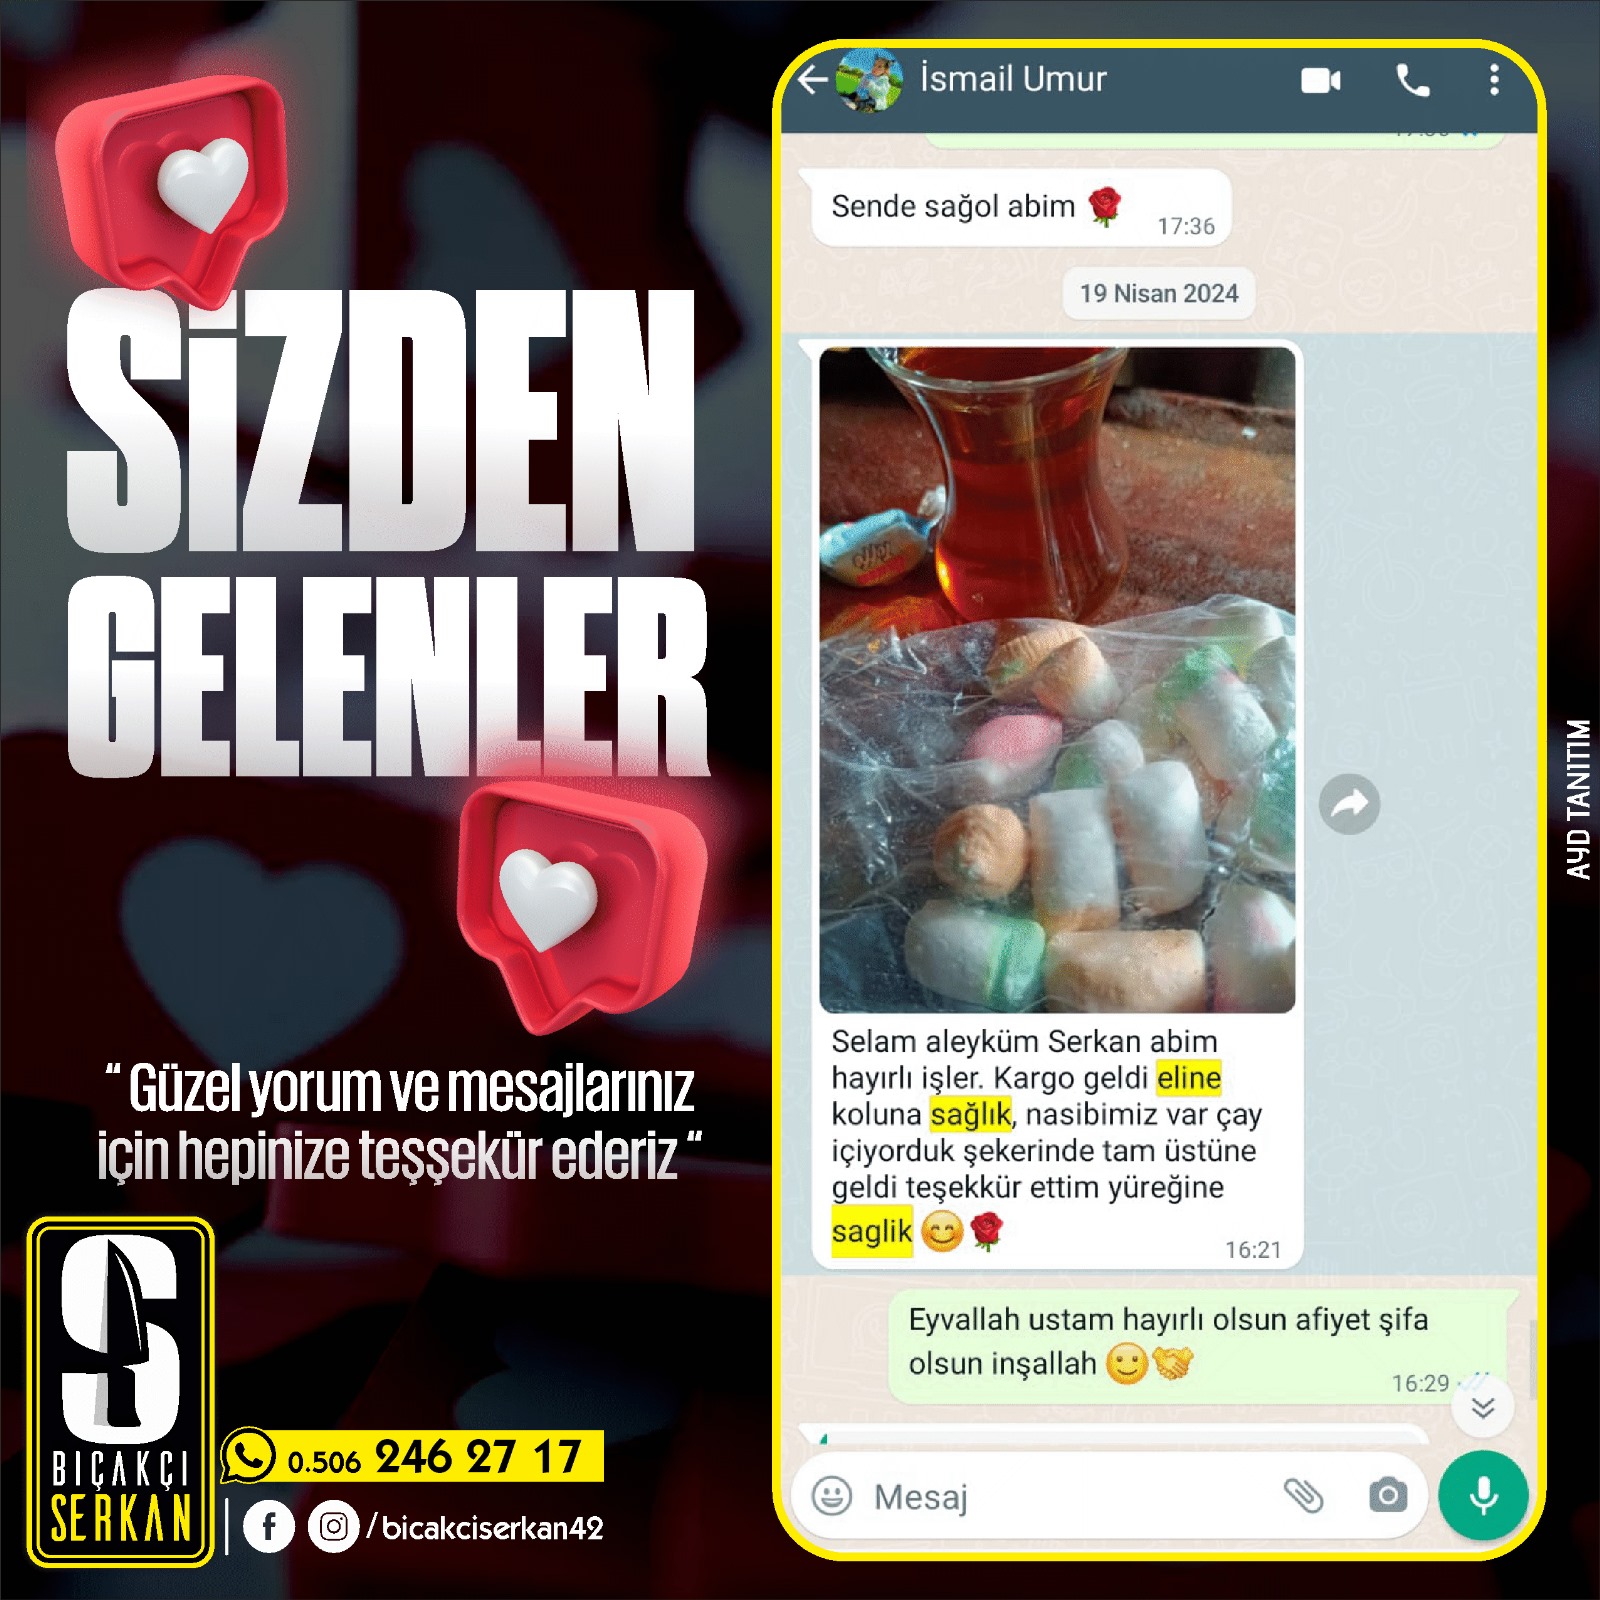 SiZDEN
GELENLER
“ Güzel yorum ve mesajlarınız
için hepinize teşşekür ederiz “
S
BIÇAKÇI
SERKAN
0.506 246 27 17
/bicakciserkan42
İsmail Umur
Sende sağol abim 🌹 17:36
19 Nisan 2024
Selam aleyküm Serkan abim
hayırlı işler. Kargo geldi eline
koluna sağlık, nasibimiz var çay
içiyorduk şekerinde tam üstüne
geldi teşekkür ettim yüreğine
saglik 😊🌹 16:21
Eyvallah ustam hayırlı olsun afiyet şifa
olsun inşallah 🙂🤝 16:29
Mesaj
AYD TANITIM